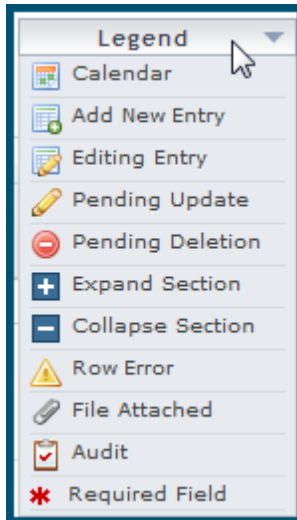 Legend
Calendar
Add New Entry
Editing Entry
Pending Update
Pending Deletion
Expand Section
Collapse Section
Row Error
File Attached
Audit
Required Field